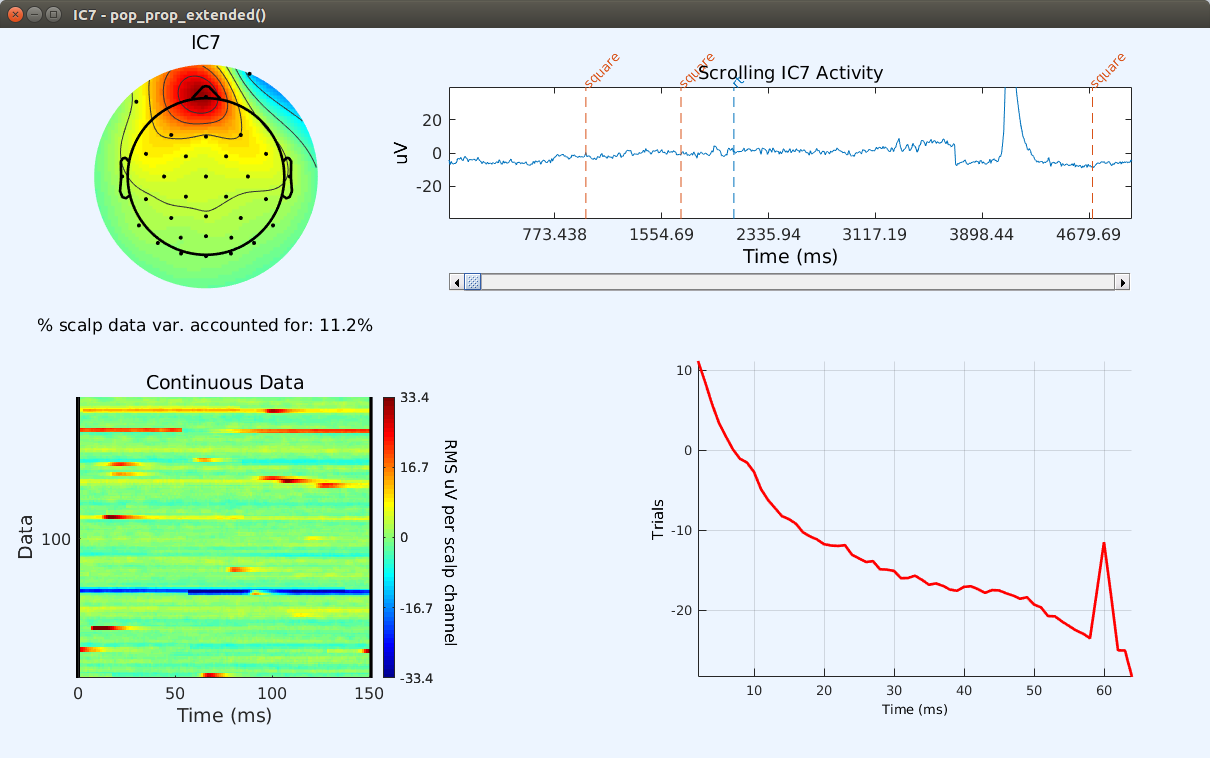 IC7 - pop_prop_extended()
IC7
square
square
rt
square
Scrolling IC7 Activity
uV
20
0
-20
773.438
1554.69
2335.94
3117.19
3898.44
4679.69
Time (ms)
% scalp data var. accounted for: 11.2%
Continuous Data
Data
100
0
50
100
150
Time (ms)
33.4
16.7
0
-16.7
-33.4
RMS uV per scalp channel
Trials
10
0
-10
-20
10
20
30
40
50
60
Time (ms)